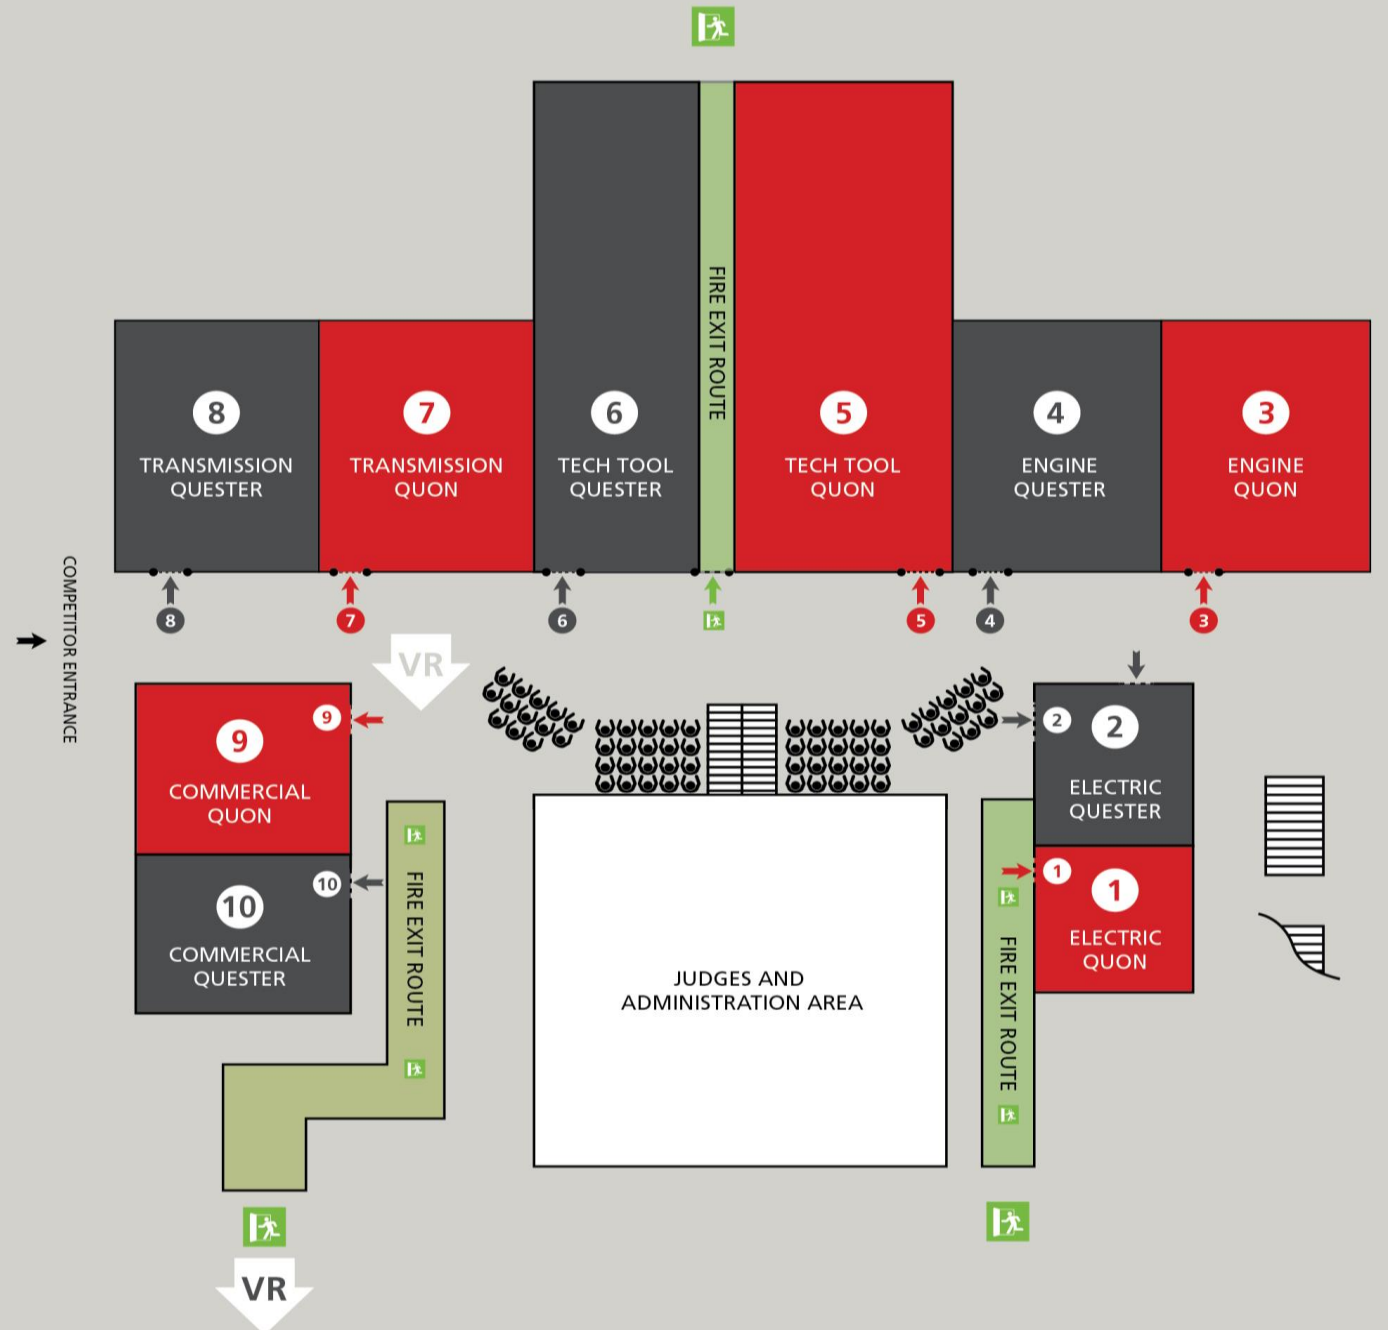 FIRE EXIT ROUTE
8
TRANSMISSION
QUESTER
7
TRANSMISSION
QUON
6
TECH TOOL
QUESTER
5
TECH TOOL
QUON
4
ENGINE
QUESTER
3
ENGINE
QUON
8
7
6
5
4
3
COMPETITOR ENTRANCE
VR
9
9
COMMERCIAL
QUON
10
10
COMMERCIAL
QUESTER
FIRE EXIT ROUTE
JUDGES AND
ADMINISTRATION AREA
2
2
ELECTRIC
QUESTER
1
1
ELECTRIC
QUON
FIRE EXIT ROUTE
VR